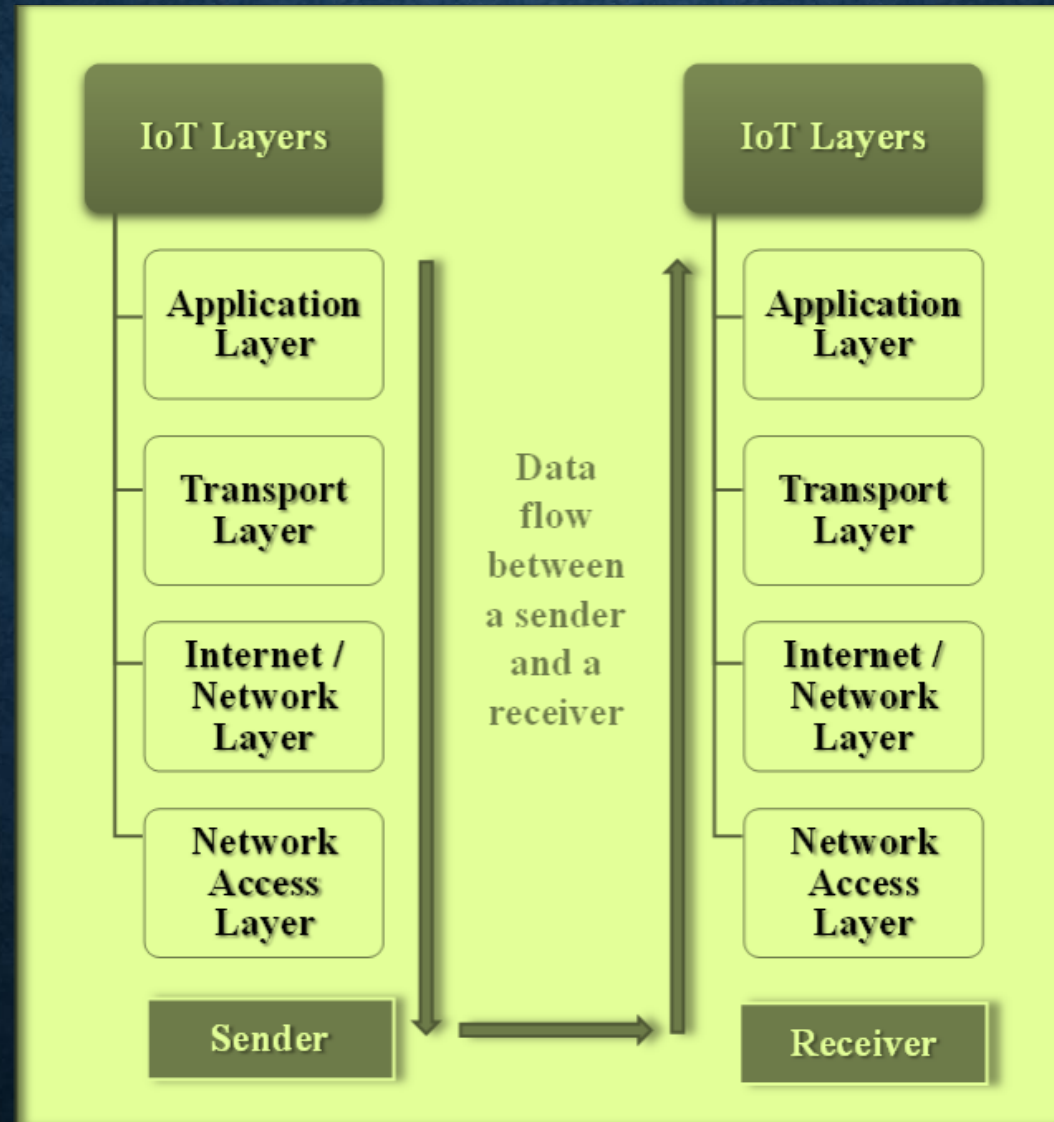 IoT Layers
Application
Layer
Transport
Layer
Internet /
Network
Layer
Network
Access
Layer
Sender
Data
flow
between
a sender
and a
receiver
IoT Layers
Application
Layer
Transport
Layer
Internet /
Network
Layer
Network
Access
Layer
Receiver